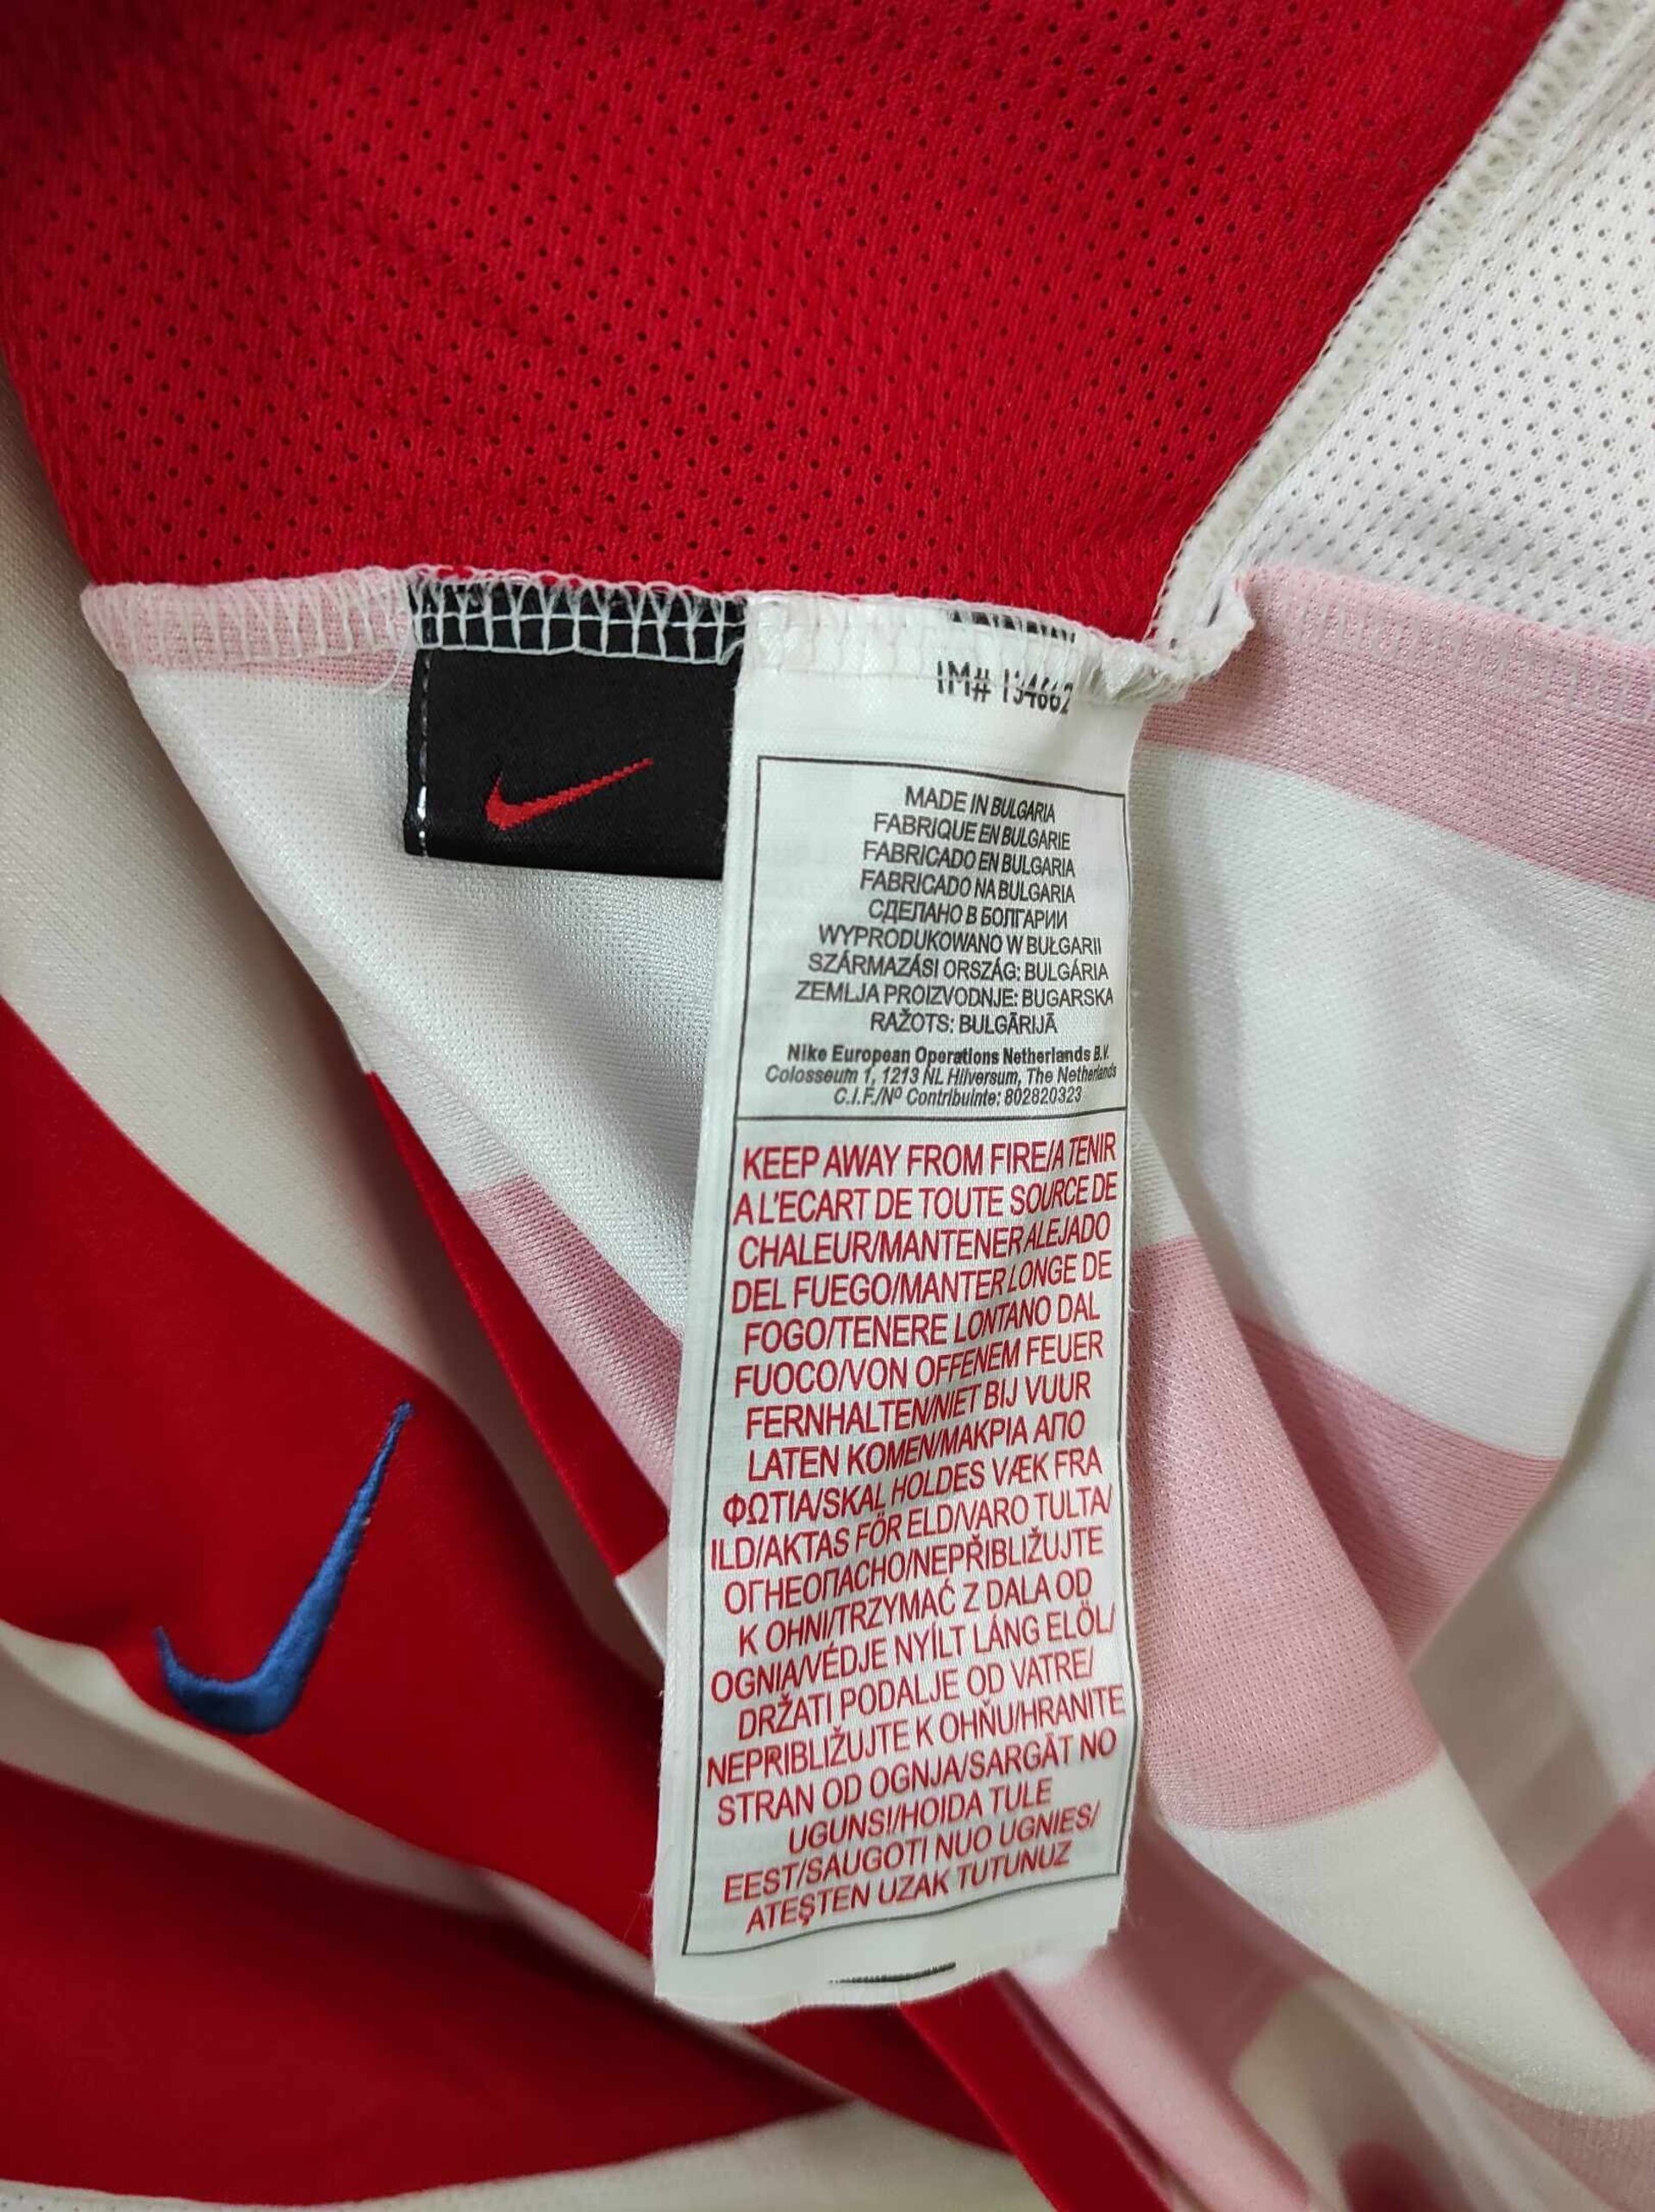 IM# 134662
MADE IN BULGARIA
FABRIQUE EN BULGARIE
FABRICADO EN BULGARIA
FABRICADO NA BULGARIA
СДЕЛАНО В БОЛГАРИИ
WYPRODUKOWANO W BUŁGARII
SZÁRMAZÁSI ORSZÁG: BULGÁRIA
ZEMLJA PROIZVODNJE: BUGARSKA
RAŽOTS: BULGĀRIJĀ
Nike European Operations Netherlands B.V.
Colosseum 1, 1213 NL Hilversum, The Netherlands
C.I.F./Nº Contribuinte: 802820323
KEEP AWAY FROM FIRE/A TENIR
A L'ECART DE TOUTE SOURCE DE
CHALEUR/MANTENER ALEJADO
DEL FUEGO/MANTER LONGE DE
FOGO/TENERE LONTANO DAL
FUOCO/VON OFFENEM FEUER
FERNHALTEN/NIET BIJ VUUR
LATEN KOMEN/ΜΑΚΡΙΑ ΑΠΟ
ΦΩΤΙΑ/SKAL HOLDES VÆK FRA
ILD/AKTAS FÖR ELD/VARO TULTA/
ОГНЕОПАСНО/NEPŘIBLIŽUJTE
K OHNI/TRZYMAĆ Z DALA OD
OGNIA/VÉDJE NYÍLT LÁNG ELÖL/
DRŽATI PODALJE OD VATRE/
NEPRIBLIŽUJTE K OHŇU/HRANITE
STRAN OD OGNJA/SARGĀT NO
UGUNS!/HOIDA TULE
EEST/SAUGOTI NUO UGNIES/
ATEŞTEN UZAK TUTUNUZ